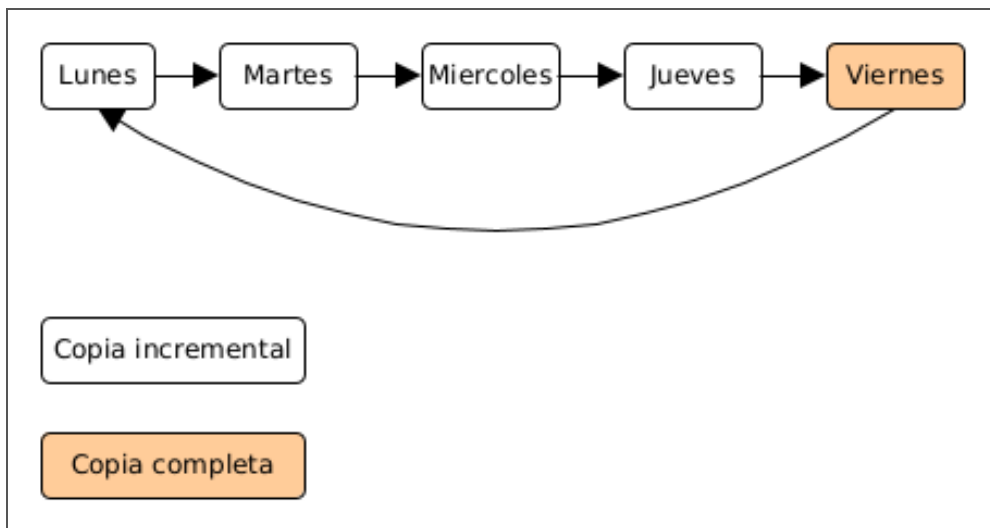 Lunes
Martes
Miercoles
Jueves
Viernes
Copia incremental
Copia completa